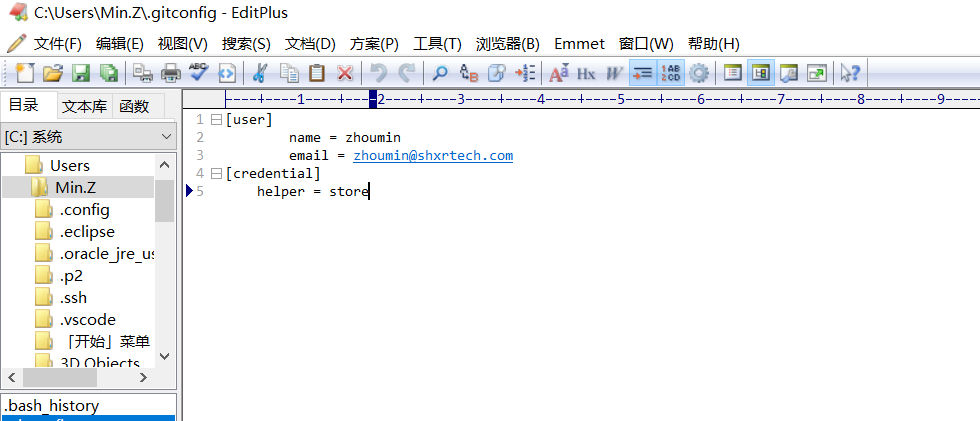 C:\Users\Min.Z\.gitconfig - EditPlus
文件(F) 编辑(E) 视图(V) 搜索(S) 文档(D) 方案(P) 工具(T) 浏览器(B) Emmet 窗口(W) 帮助(H)
目录 文本库 函数
[C:] 系统
Users
Min.Z
.config
.eclipse
.oracle_jre_us
.p2
.ssh
.vscode
「开始」菜单
3D Objects
.bash_history
----+----1----+----2----+----3----+----4----+----5----+----6----+----7----+----8----+----9----
1 [user]
2 name = zhoumin
3 email = zhoumin@shxrtech.com
4 [credential]
5 helper = store